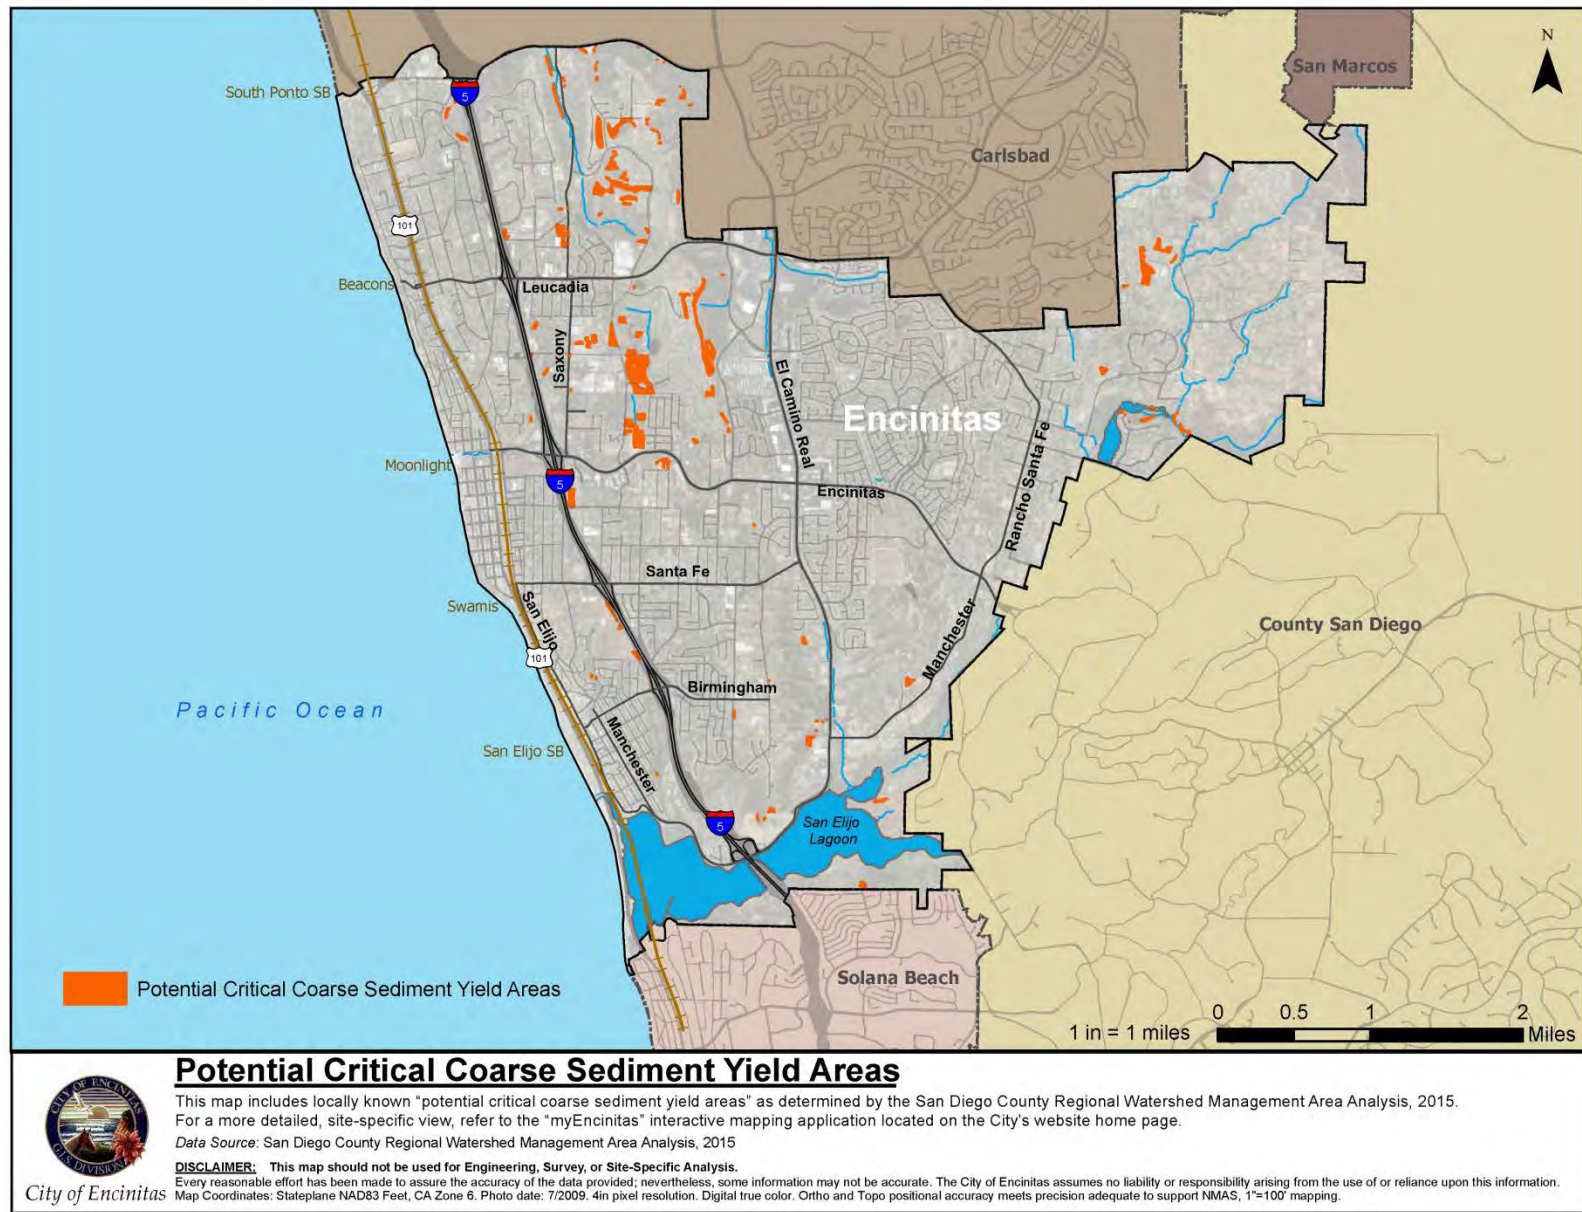 N
San Marcos
South Ponto SB
5
Carlsbad
101
Beacons
Leucadia
Saxony
El Camino Real
Encinitas
Rancho Santa Fe
Moonlight
5
Encinitas
Santa Fe
Swamis
San Elijo
101
Manchester
County San Diego
Birmingham
Pacific Ocean
Manchester
San Elijo SB
5
San Elijo
Lagoon
Solana Beach
Potential Critical Coarse Sediment Yield Areas
0 0.5 1 2
1 in = 1 miles
Miles
CITY OF ENCINITAS
G.I.S. DIVISION
City of Encinitas
Potential Critical Coarse Sediment Yield Areas
This map includes locally known “potential critical coarse sediment yield areas” as determined by the San Diego County Regional Watershed Management Area Analysis, 2015.
For a more detailed, site-specific view, refer to the “myEncinitas” interactive mapping application located on the City’s website home page.
Data Source: San Diego County Regional Watershed Management Area Analysis, 2015
DISCLAIMER: This map should not be used for Engineering, Survey, or Site-Specific Analysis.
Every reasonable effort has been made to assure the accuracy of the data provided; nevertheless, some information may not be accurate. The City of Encinitas assumes no liability or responsibility arising from the use of or reliance upon this information.
Map Coordinates: Stateplane NAD83 Feet, CA Zone 6. Photo date: 7/2009. 4in pixel resolution. Digital true color. Ortho and Topo positional accuracy meets precision adequate to support NMAS, 1"=100' mapping.